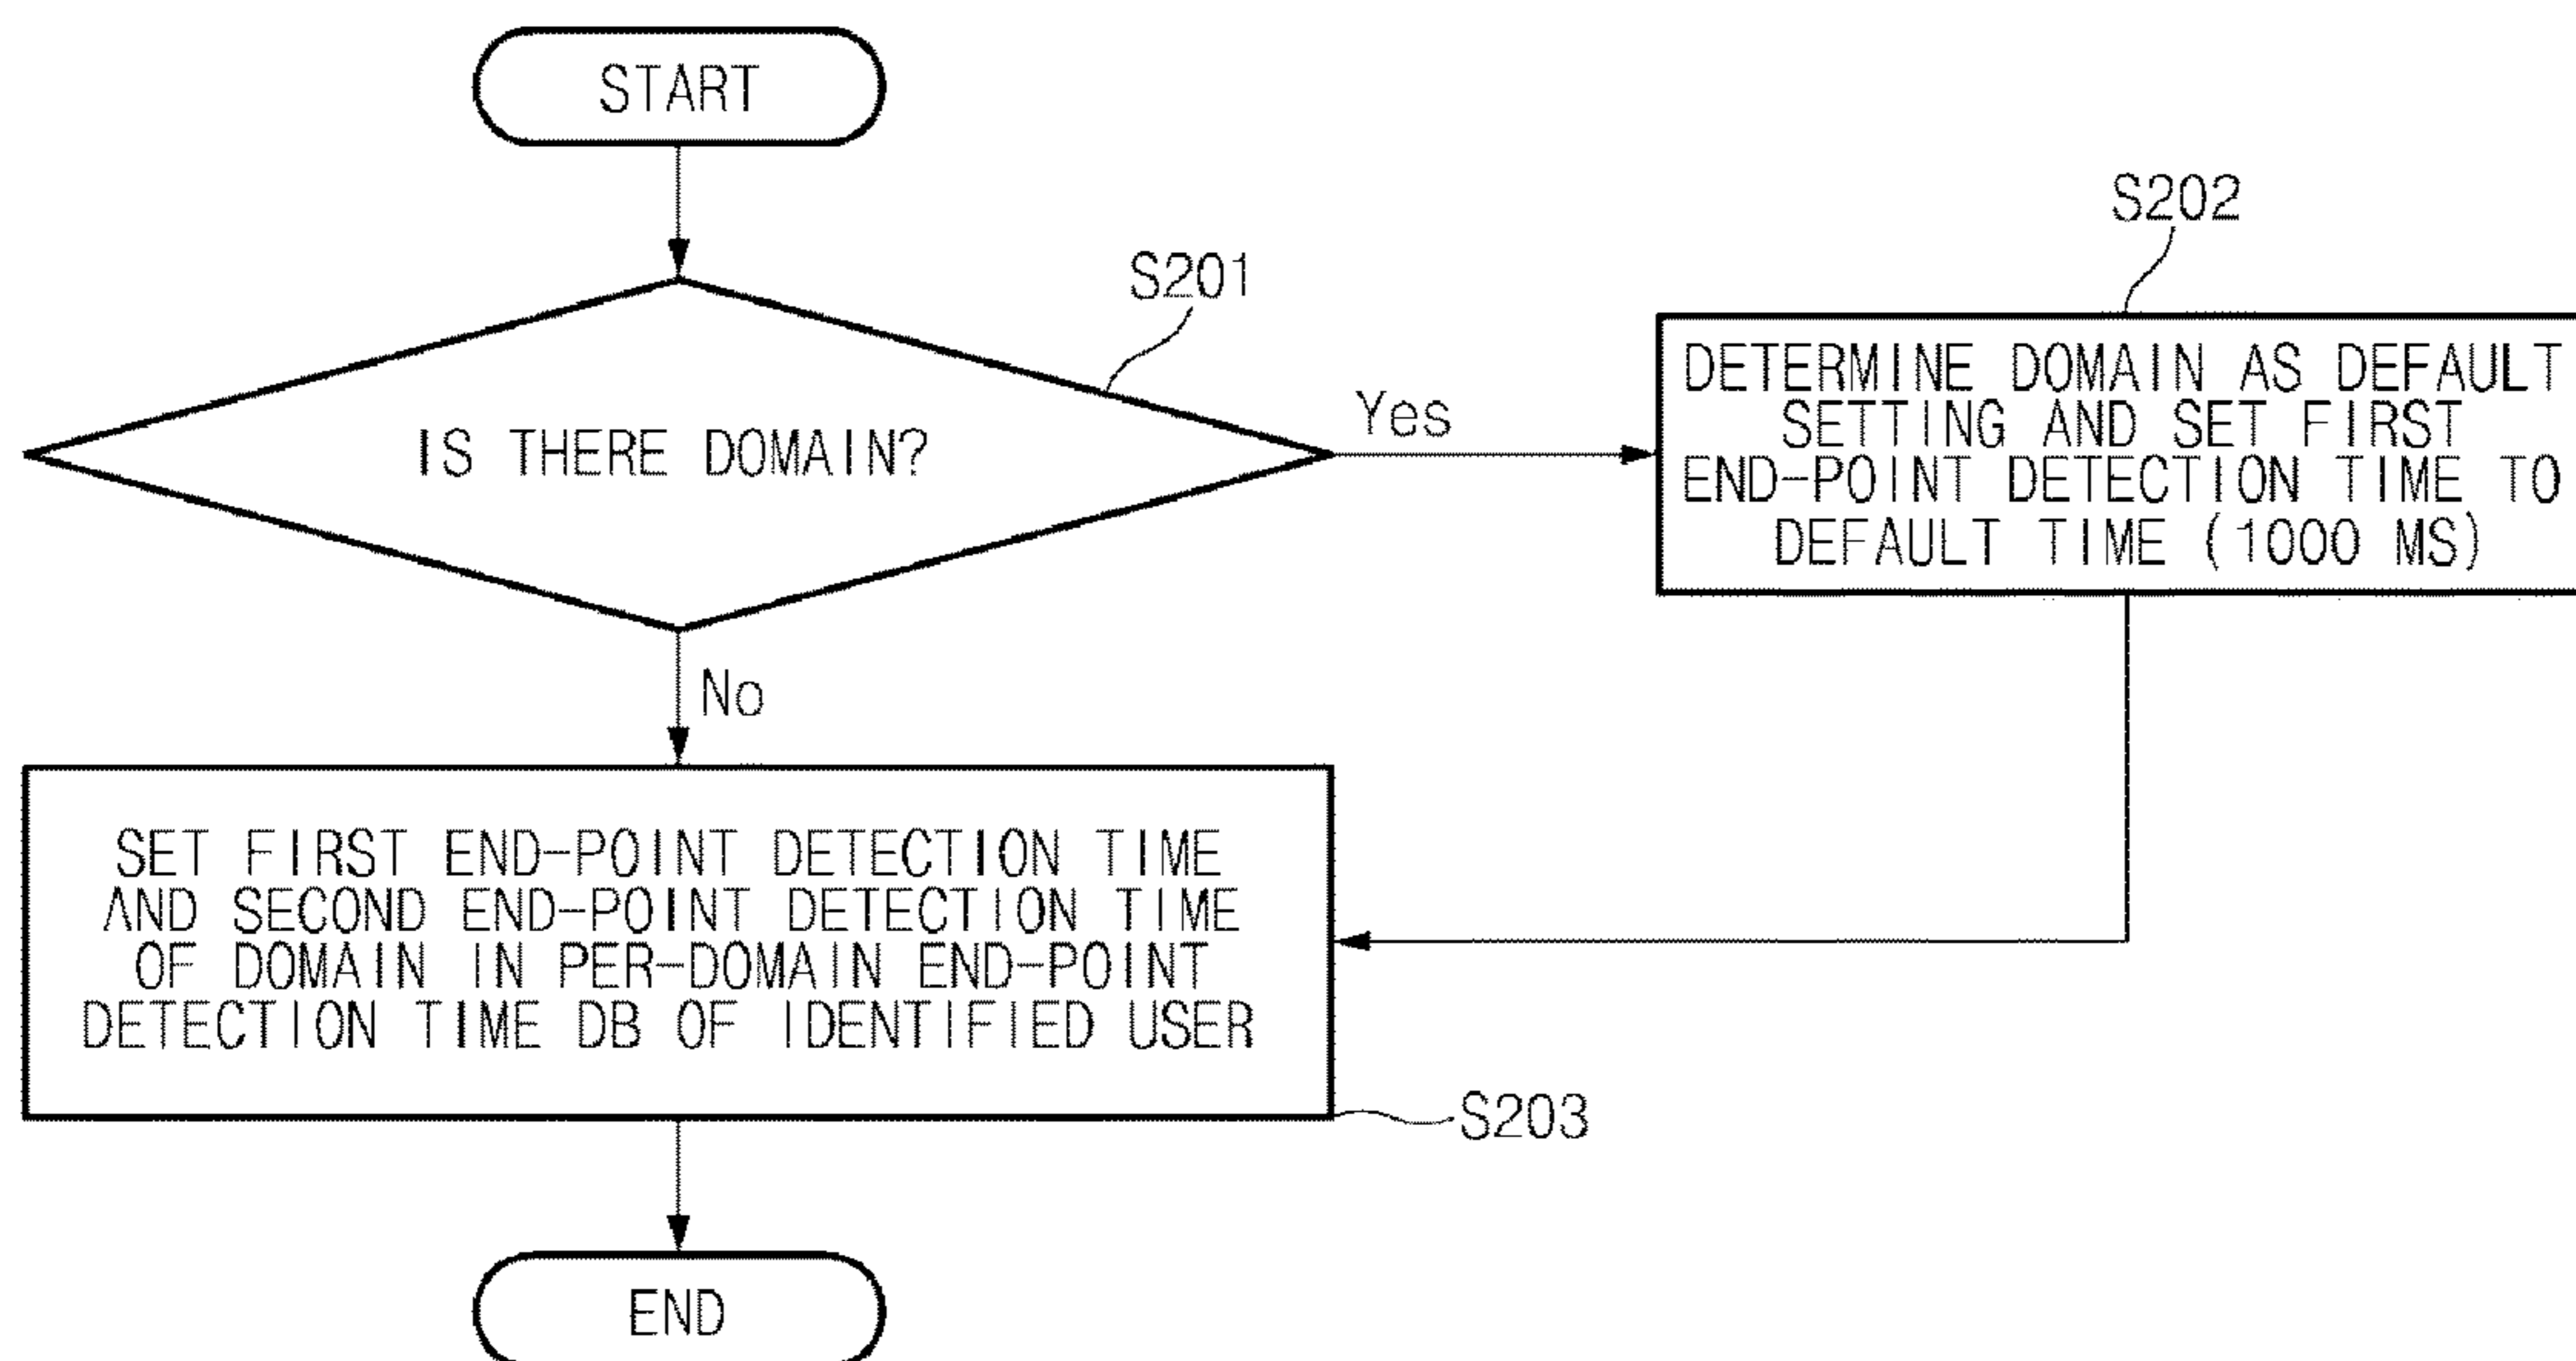 START
S201
IS THERE DOMAIN?
Yes
S202
DETERMINE DOMAIN AS DEFAULT
SETTING AND SET FIRST
END-POINT DETECTION TIME TO
DEFAULT TIME (1000 MS)
No
SET FIRST END-POINT DETECTION TIME
AND SECOND END-POINT DETECTION TIME
OF DOMAIN IN PER-DOMAIN END-POINT
DETECTION TIME DB OF IDENTIFIED USER
S203
END